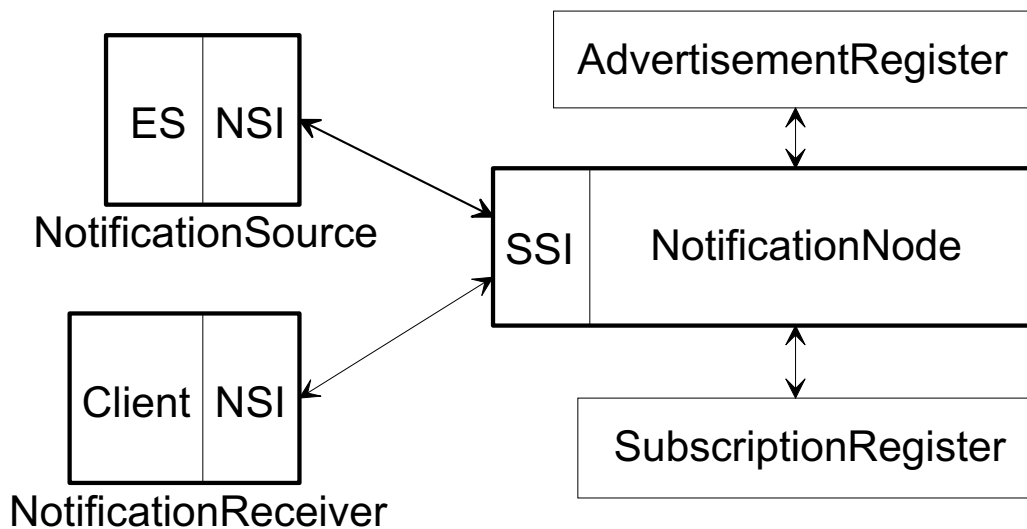 AdvertisementRegister
ES
NSI
NotificationSource
SSI
NotificationNode
Client
NSI
NotificationReceiver
SubscriptionRegister